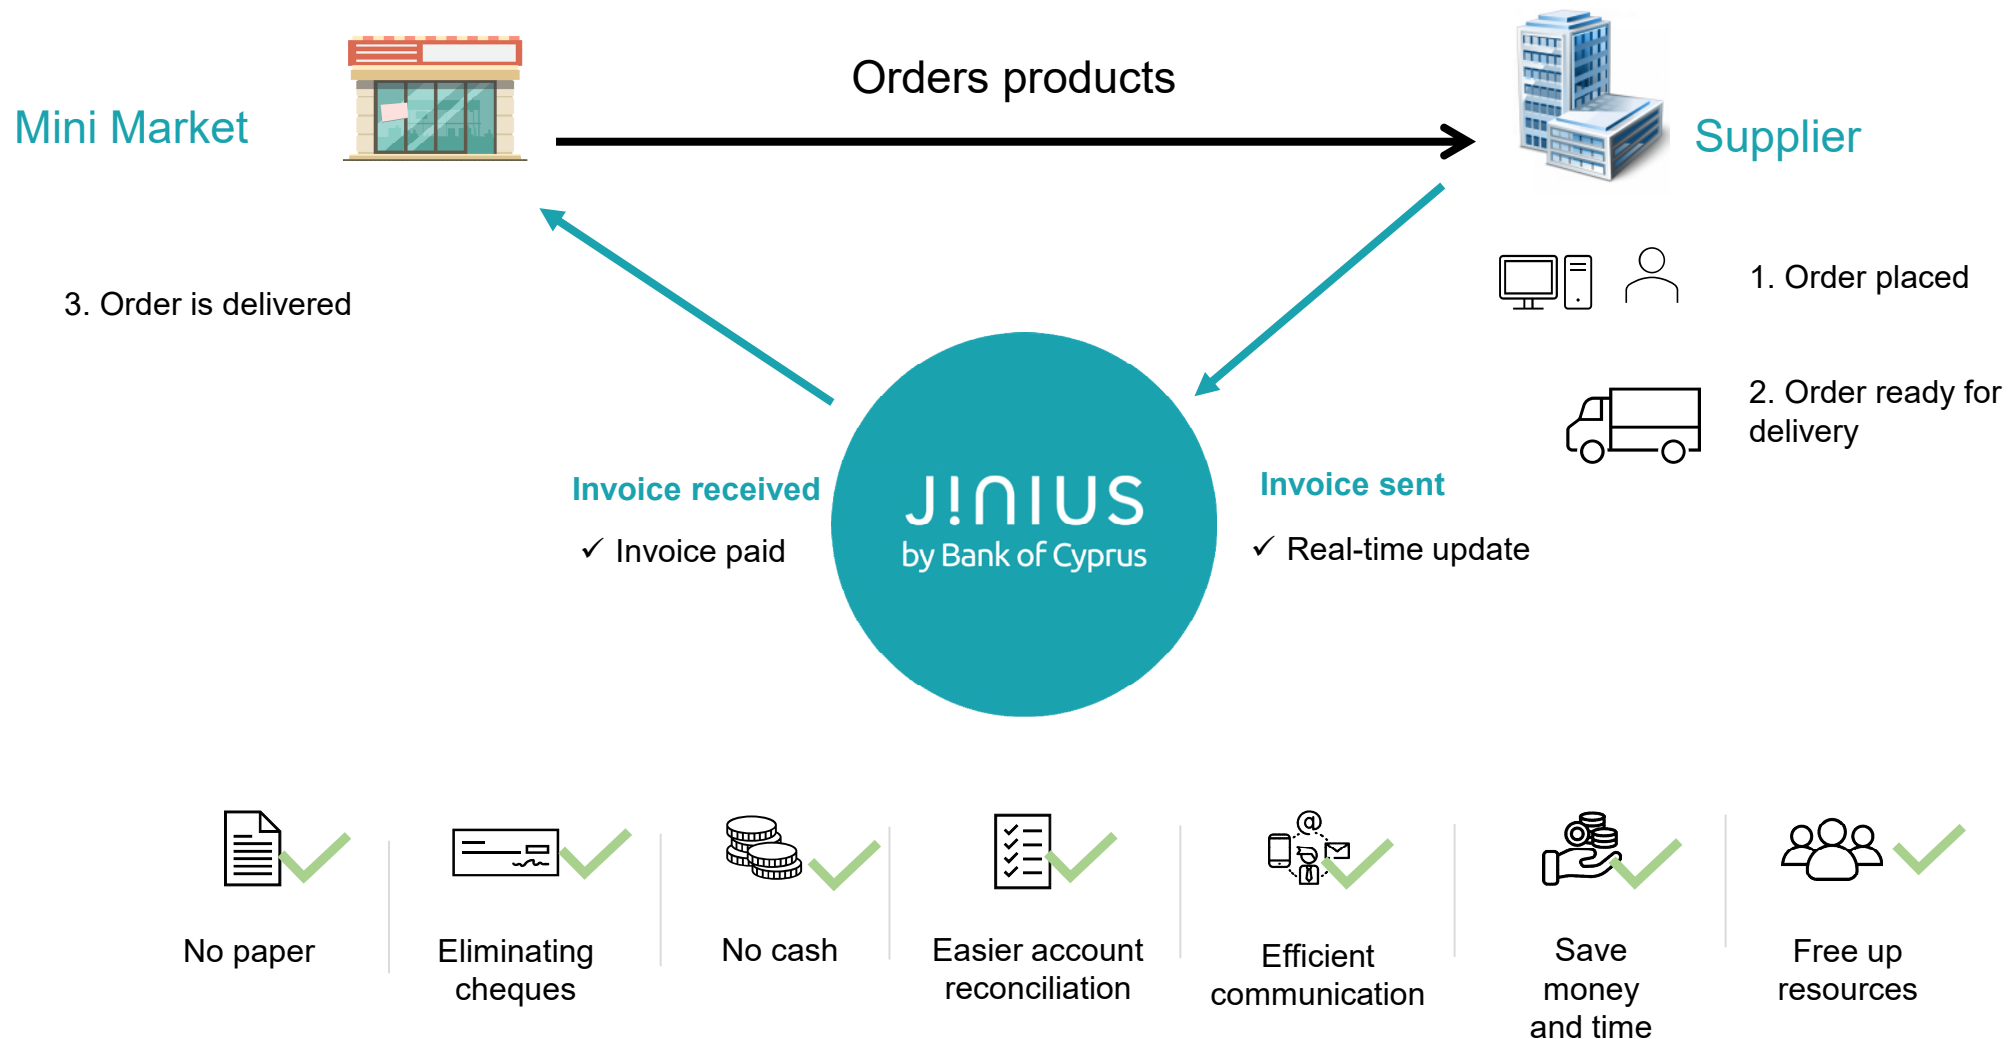 Orders products
Mini Market
Supplier
1. Order placed
3. Order is delivered
2. Order ready for
delivery
Invoice received
✓ Invoice paid
J!NIUS
by Bank of Cyprus
Invoice sent
✓ Real-time update
@
No paper
Eliminating
cheques
No cash
Easier account
reconciliation
Efficient
communication
Save
money
and time
Free up
resources